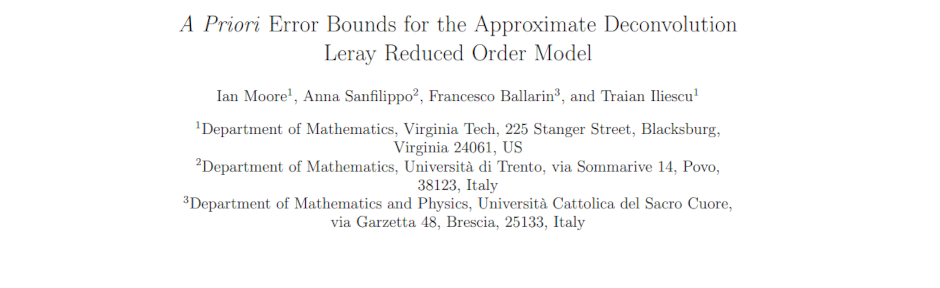 A Priori Error Bounds for the Approximate Deconvolution
Leray Reduced Order Model
Ian Moore¹, Anna Sanfilippo², Francesco Ballarin³, and Traian Iliescu¹
¹Department of Mathematics, Virginia Tech, 225 Stanger Street, Blacksburg,
Virginia 24061, US
²Department of Mathematics, Università di Trento, via Sommarive 14, Povo,
38123, Italy
³Department of Mathematics and Physics, Università Cattolica del Sacro Cuore,
via Garzetta 48, Brescia, 25133, Italy